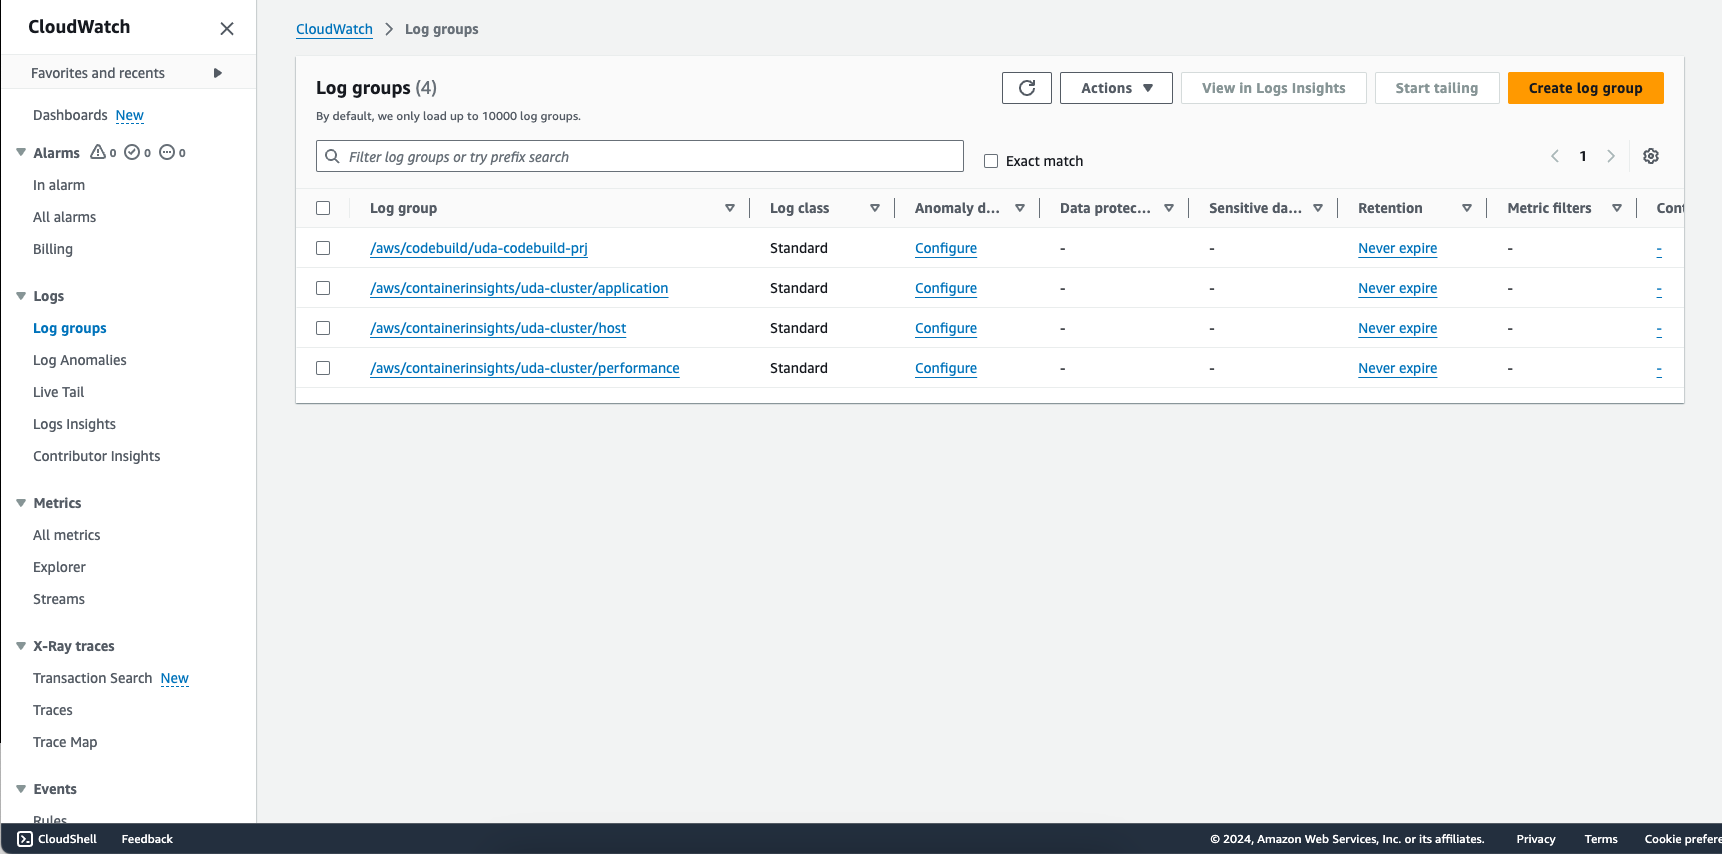 CloudWatch
Favorites and recents
Dashboards New
Alarms 0 0 0
In alarm
All alarms
Billing
Logs
Log groups
Log Anomalies
Live Tail
Logs Insights
Contributor Insights
Metrics
All metrics
Explorer
Streams
X-Ray traces
Transaction Search New
Traces
Trace Map
Events
Rules
CloudWatch > Log groups
Log groups (4)
By default, we only load up to 10000 log groups.
Actions View in Logs Insights Start tailing Create log group
Filter log groups or try prefix search Exact match 1
Log group Log class Anomaly d... Data protec... Sensitive da... Retention Metric filters Cont
/aws/codebuild/uda-codebuild-prj Standard Configure - - Never expire - -
/aws/containerinsights/uda-cluster/application Standard Configure - - Never expire - -
/aws/containerinsights/uda-cluster/host Standard Configure - - Never expire - -
/aws/containerinsights/uda-cluster/performance Standard Configure - - Never expire - -
CloudShell Feedback © 2024, Amazon Web Services, Inc. or its affiliates. Privacy Terms Cookie prefere